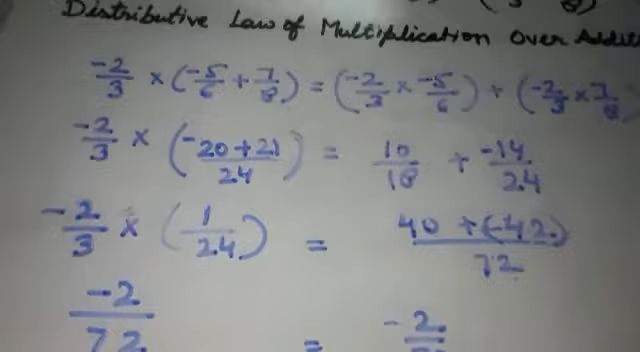 Distributive Law of Multiplication Over
-2/3 × (-5/6 + 7/8) = (-2/3 × -5/6) + (-2/3 × 7/8)
-2/3 × (-20+21/24) = 10/18 + -14/24
-2/3 × (1/24) = 40 + (-42)/72
-2/72 = -2